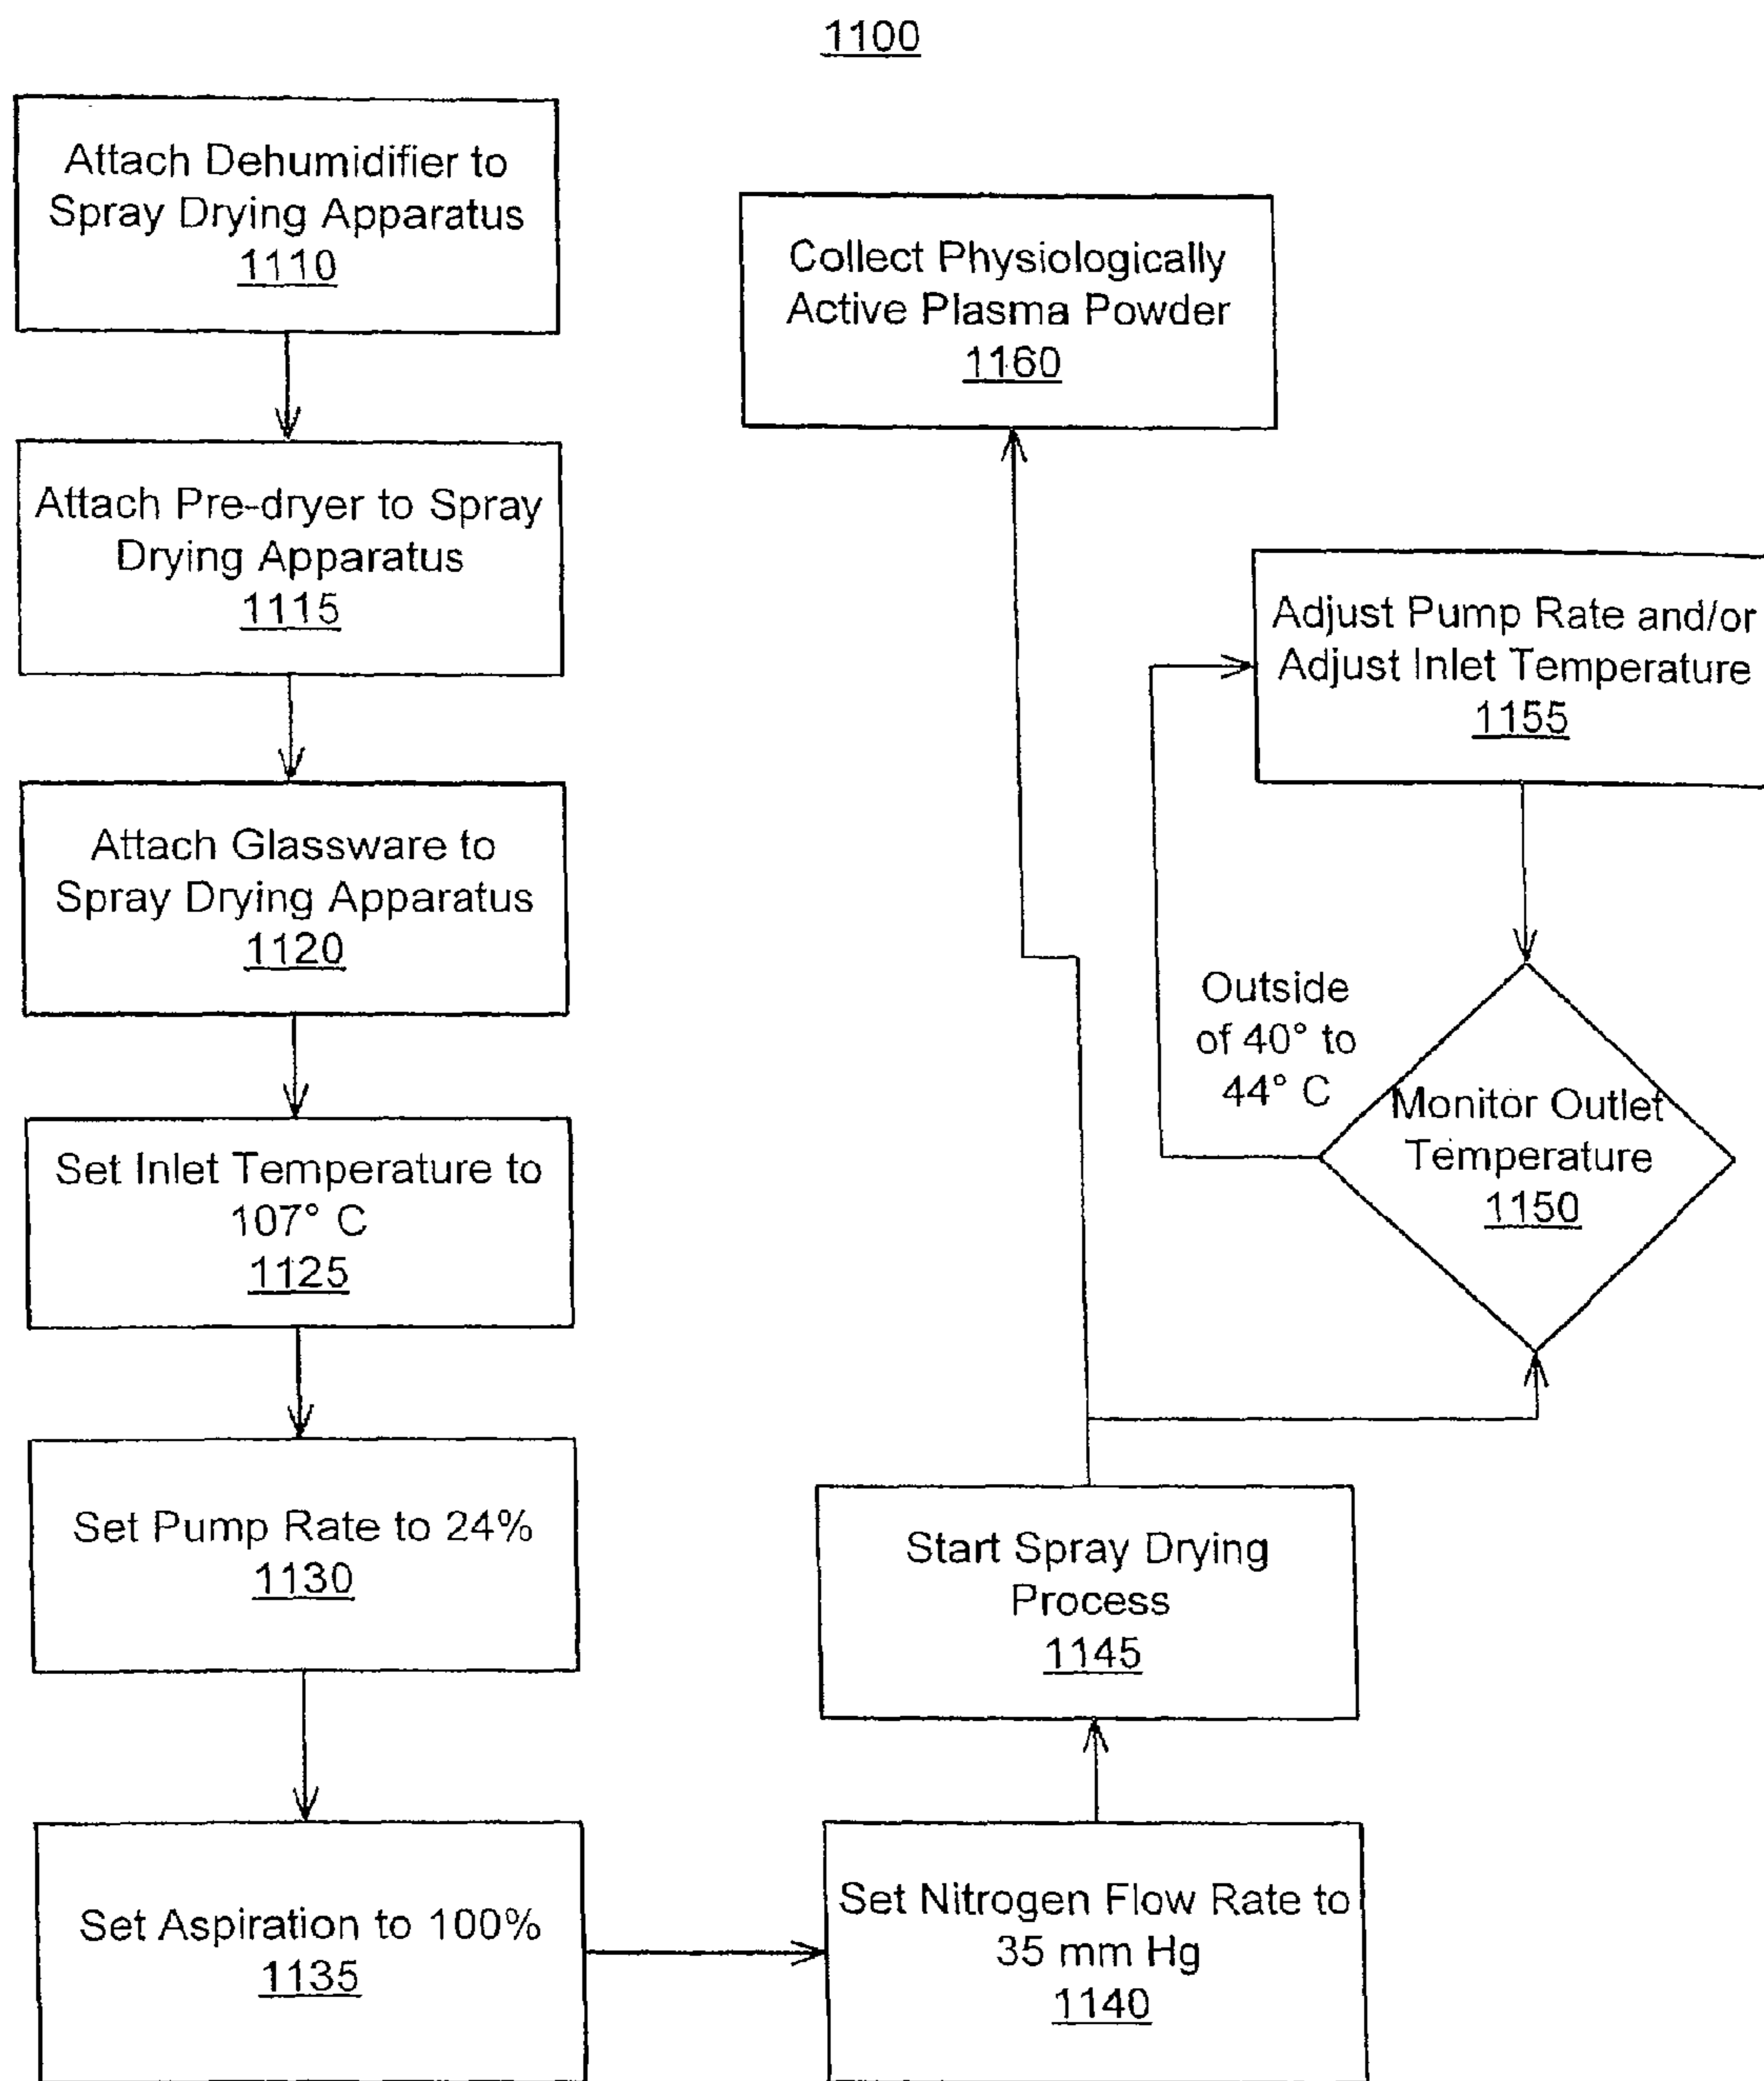 1100
Attach Dehumidifier to
Spray Drying Apparatus
1110
Attach Pre-dryer to Spray
Drying Apparatus
1115
Attach Glassware to
Spray Drying Apparatus
1120
Set Inlet Temperature to
107° C
1125
Set Pump Rate to 24%
1130
Set Aspiration to 100%
1135
Set Nitrogen Flow Rate to
35 mm Hg
1140
Start Spray Drying
Process
1145
Monitor Outlet
Temperature
1150
Outside
of 40° to
44° C
Adjust Pump Rate and/or
Adjust Inlet Temperature
1155
Collect Physiologically
Active Plasma Powder
1160